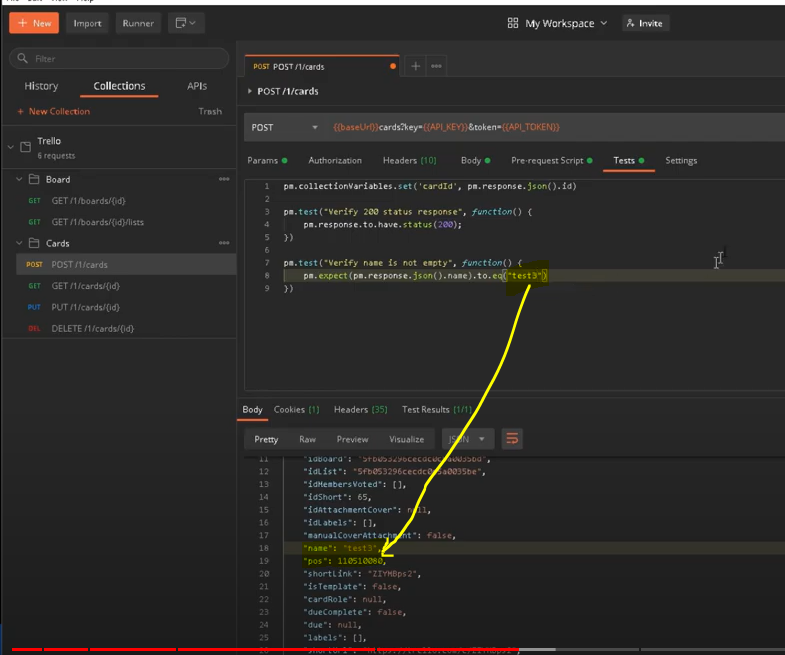 File Edit View Help
+ New Import Runner My Workspace Invite
Filter
History Collections APIs
+ New Collection Trash
Trello
6 requests
Board
GET GET /1/boards/{id}
GET GET /1/boards/{id}/lists
Cards
POST POST /1/cards
GET GET /1/cards/{id}
PUT PUT /1/cards/{id}
DEL DELETE /1/cards/{id}
POST POST /1/cards
POST /1/cards
POST {{baseUrl}}cards?key={{API_KEY}}&token={{API_TOKEN}}
Params Authorization Headers (10) Body Pre-request Script Tests Settings
1 pm.collectionVariables.set('cardId', pm.response.json().id)
2
3 pm.test("Verify 200 status response", function() {
4 pm.response.to.have.status(200);
5 })
6
7 pm.test("Verify name is not empty", function() {
8 pm.expect(pm.response.json().name).to.eq("test3")
9 })
Body Cookies (1) Headers (35) Test Results (1/1)
Pretty Raw Preview Visualize JSON
11 "idBoard":
12 "idList":
13 "idMembersVoted": [],
14 "idShort": 65,
15 "idAttachmentCover": null,
16 "idLabels": [],
17 "manualCoverAttachment": false,
18 "name": "test3",
19 "pos": 110510080,
20 "shortLink": "ZIYMBps2",
21 "isTemplate": false,
22 "cardRole": null,
23 "dueComplete": false,
24 "due": null,
25 "labels": [],